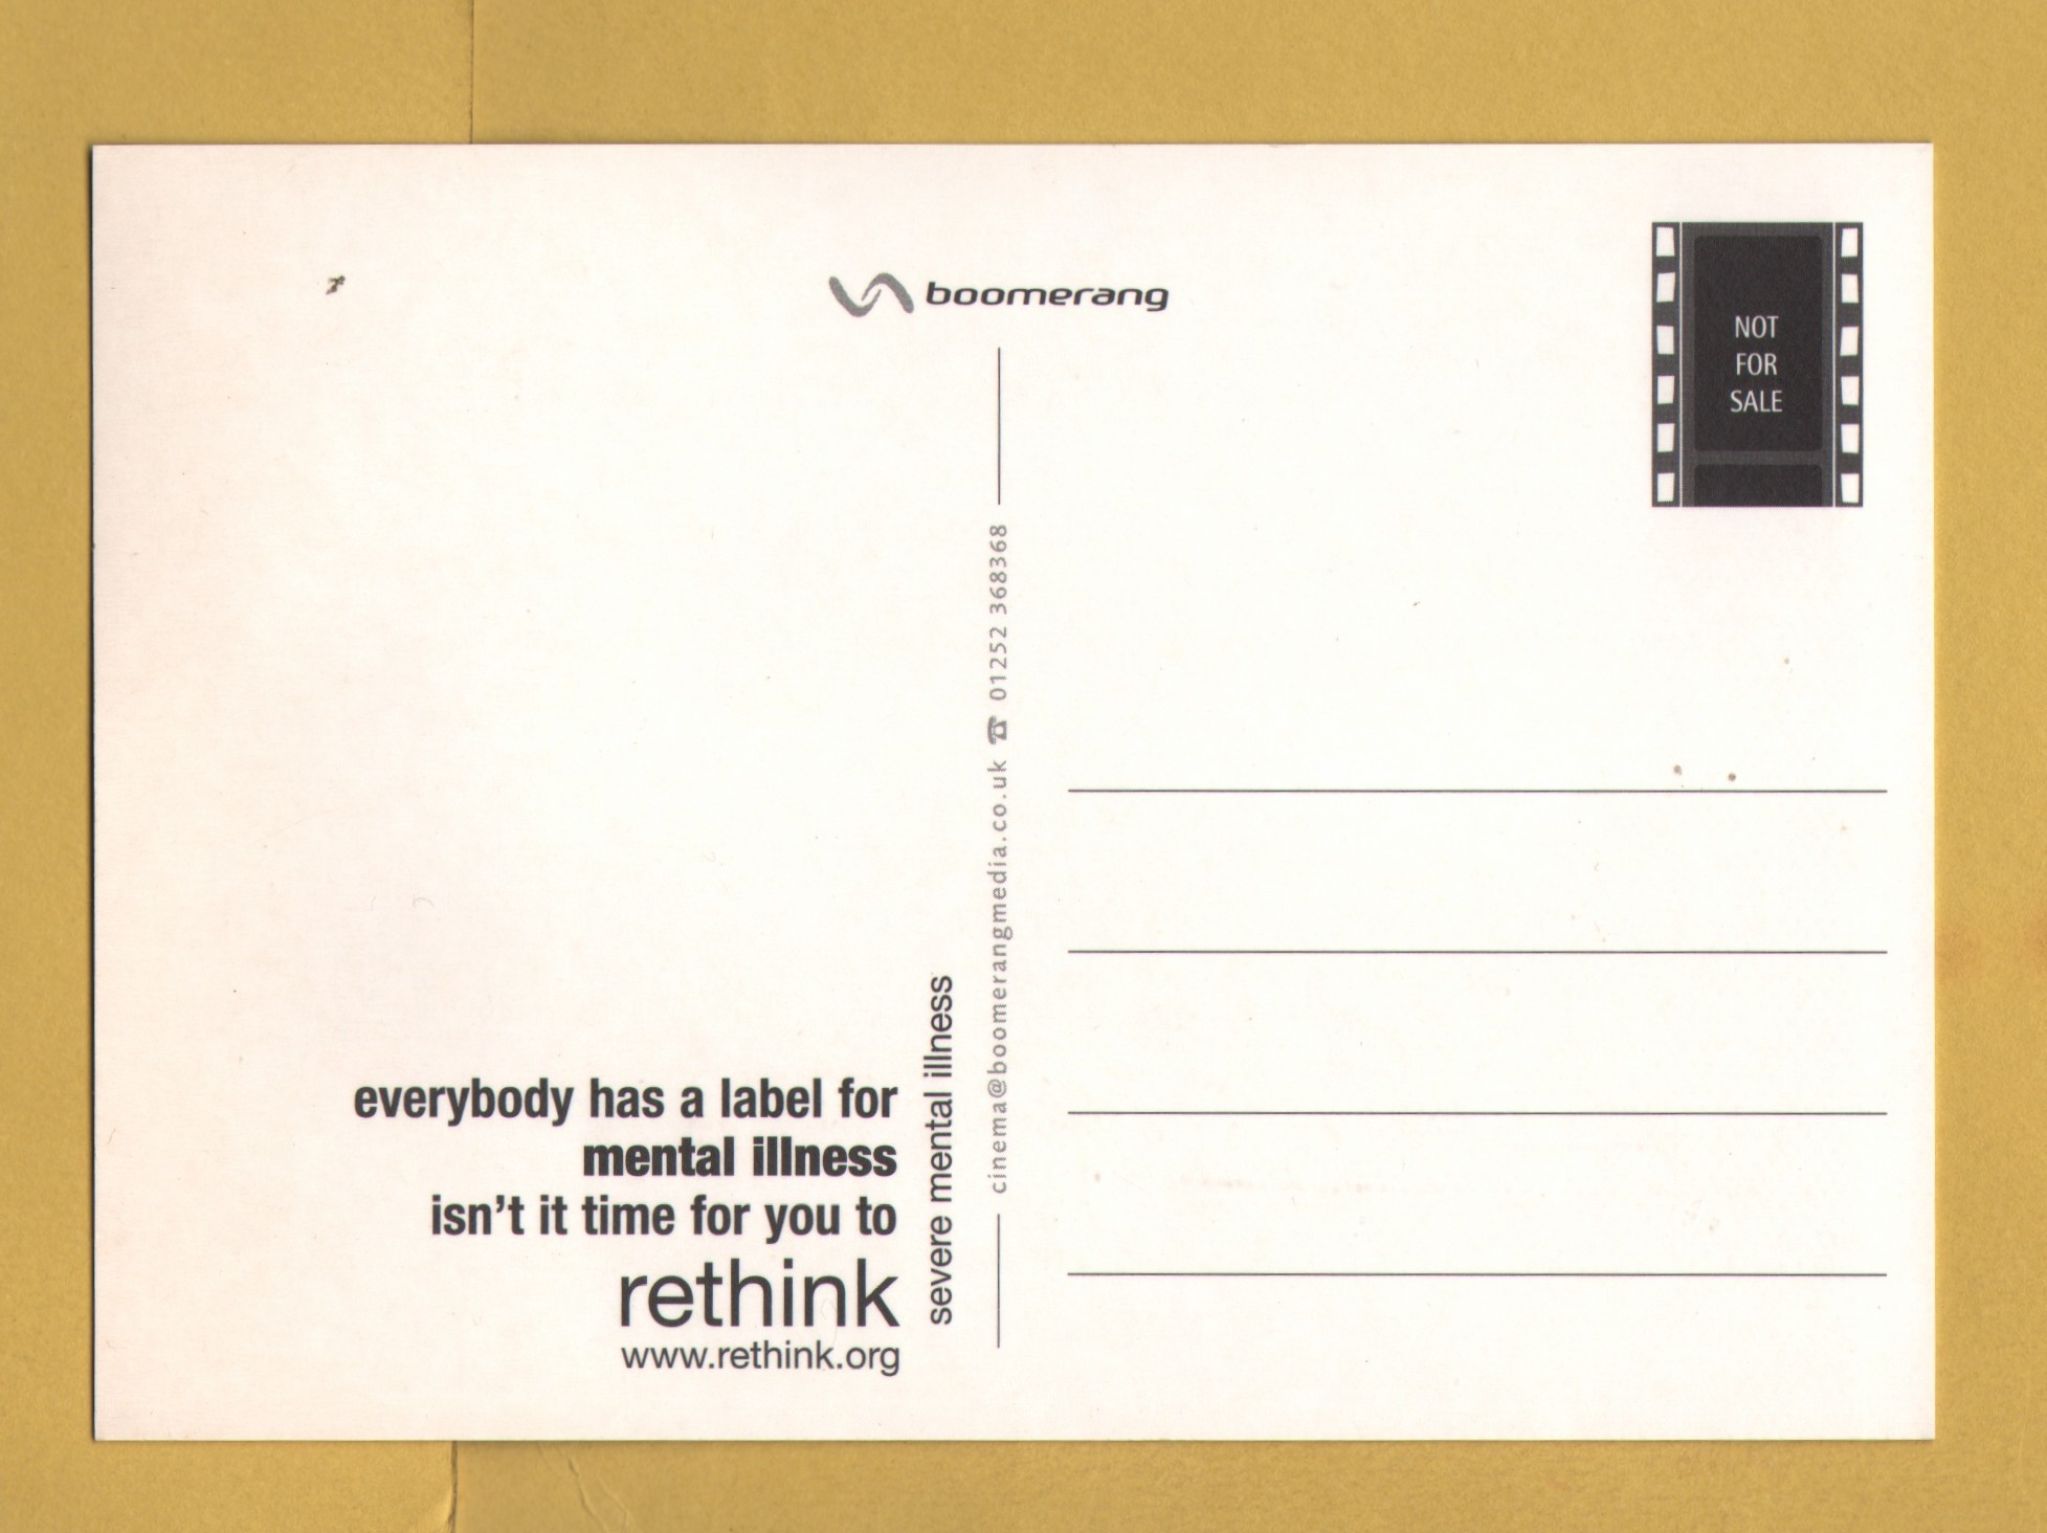 boomerang
NOT
FOR
SALE
cinema@boomerangmedia.co.uk ☎ 01252 368368
everybody has a label for
mental illness
isn't it time for you to
rethink
www.rethink.org
severe mental illness